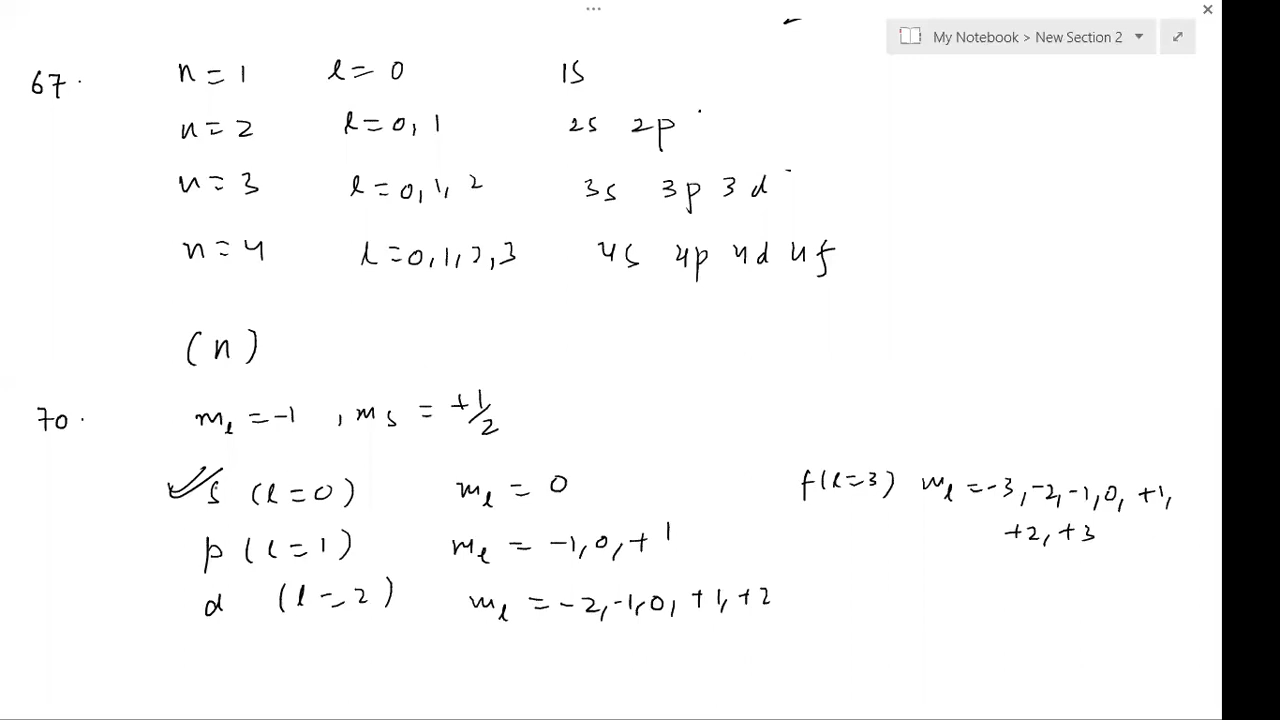 My Notebook > New Section 2
67. n = 1 l = 0 1s
n = 2 l = 0, 1 2s 2p
n = 3 l = 0, 1, 2 3s 3p 3d
n = 4 l = 0, 1, 2, 3 4s 4p 4d 4f
(n)
70. mₗ = -1, ms = +1/2
s (l = 0) mₗ = 0 f(l = 3) mₗ = -3, -2, -1, 0, +1,
+2, +3
p (l = 1) mₗ = -1, 0, +1
d (l = 2) mₗ = -2, -1, 0, +1, +2